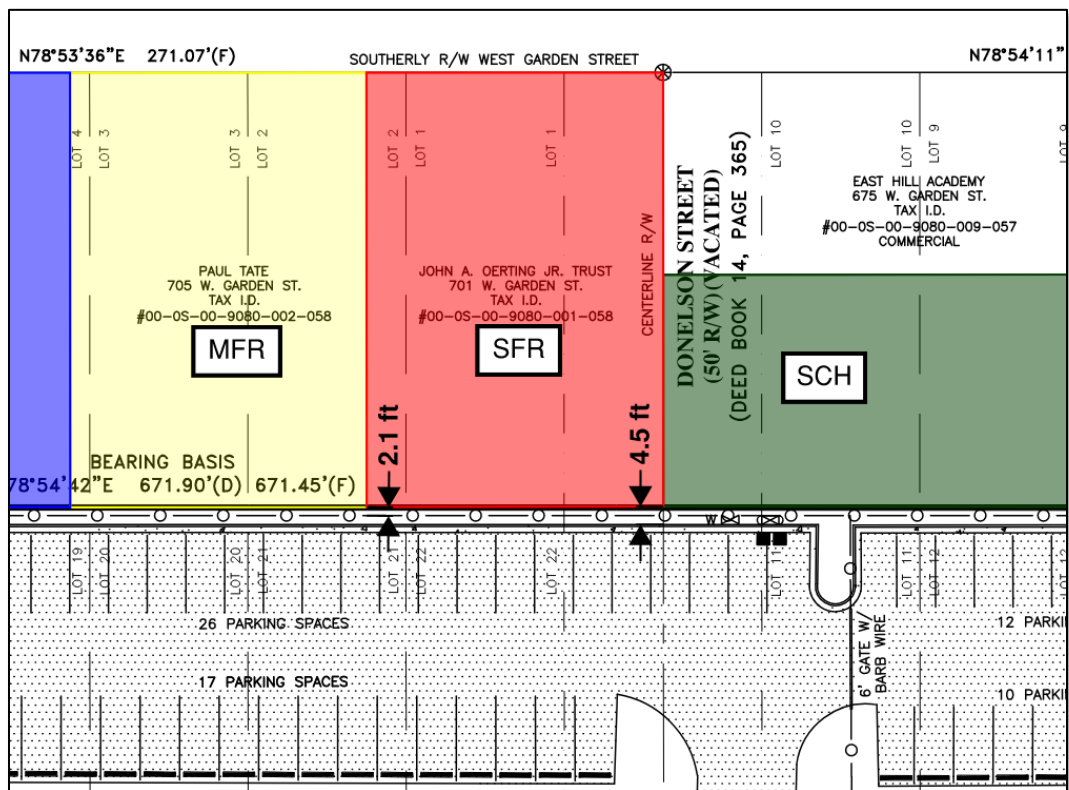 N78°53'36"E 271.07'(F)
SOUTHERLY R/W WEST GARDEN STREET
N78°54'11"
LOT 4
LOT 3
LOT 3
LOT 2
LOT 2
LOT 1
LOT 1
LOT 10
LOT 10
LOT 9
PAUL TATE
705 W. GARDEN ST.
TAX I.D.
#00-0S-00-9080-002-058
MFR
JOHN A. OERTING JR. TRUST
701 W. GARDEN ST.
TAX I.D.
#00-0S-00-9080-001-058
SFR
CENTERLINE R/W
DONELSON STREET
(50' R/W)(VACATED)
(DEED BOOK 14, PAGE 365)
EAST HILL ACADEMY
675 W. GARDEN ST.
TAX I.D.
#00-0S-00-9080-009-057
COMMERCIAL
SCH
2.1 ft
4.5 ft
BEARING BASIS
78°54'42"E 671.90'(D) 671.45'(F)
W
LOT 19
LOT 20
LOT 20
LOT 21
LOT 21
LOT 22
LOT 22
LOT 11
LOT 11
LOT 12
26 PARKING SPACES
17 PARKING SPACES
6' GATE W/
BARB WIRE
12 PARKI
10 PARKI